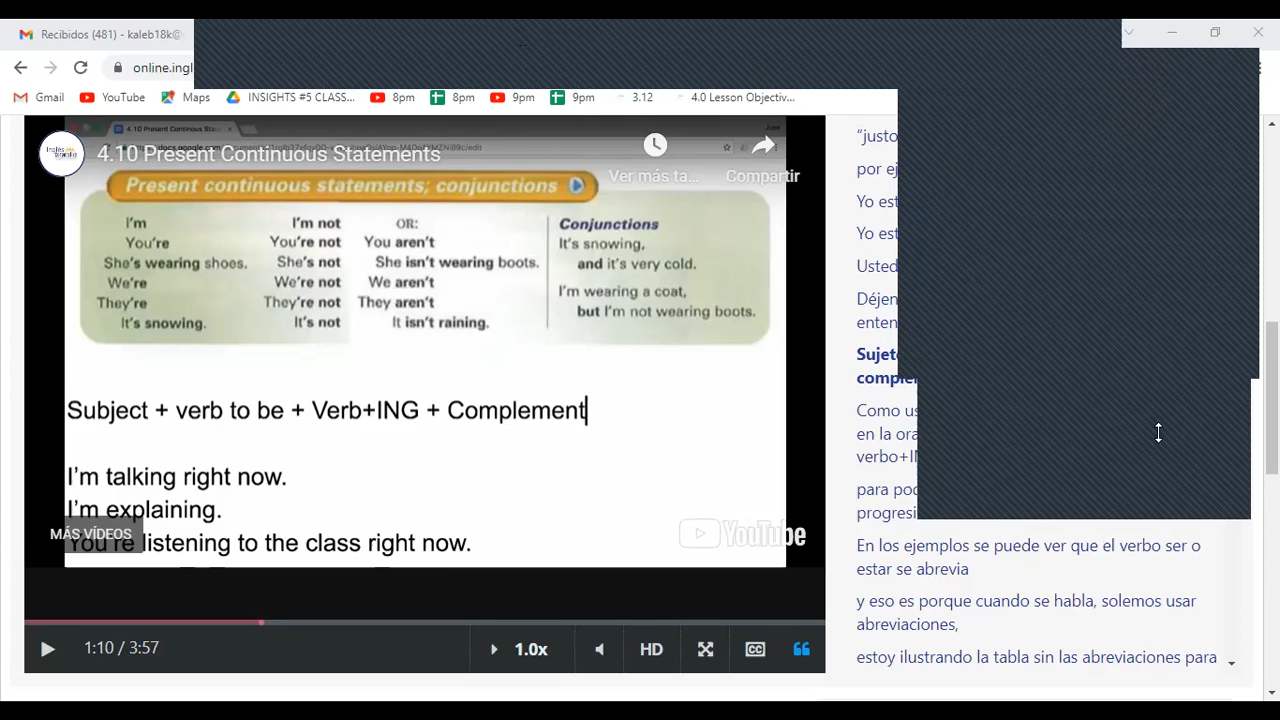 Recibidos (481) - kaleb18k@
online.ingl
Gmail YouTube Maps INSIGHTS #5 CLASS... 8pm 8pm 9pm 9pm 3.12 4.0 Lesson Objectiv...
4.10 Present Continuous Statements
Ver más ta... Compartir
Present continuous statements; conjunctions
I'm I'm not OR: Conjunctions
You're You're not You aren't It's snowing,
She's wearing shoes. She's not She isn't wearing boots. and it's very cold.
We're We're not We aren't I'm wearing a coat,
They're They're not They aren't but I'm not wearing boots.
It's snowing. It's not It isn't raining.
Subject + verb to be + Verb+ING + Complement
I'm talking right now.
I'm explaining.
MÁS VÍDEOS
You're listening to the class right now.
YouTube
1:10 / 3:57
1.0x
HD
CC
"justo
por ej
Yo est
Yo est
Usted
Déjen
enten
Sujeto
comple
Como us
en la ora
verbo+I
para pod
progresi
En los ejemplos se puede ver que el verbo ser o
estar se abrevia
y eso es porque cuando se habla, solemos usar
abreviaciones,
estoy ilustrando la tabla sin las abreviaciones para